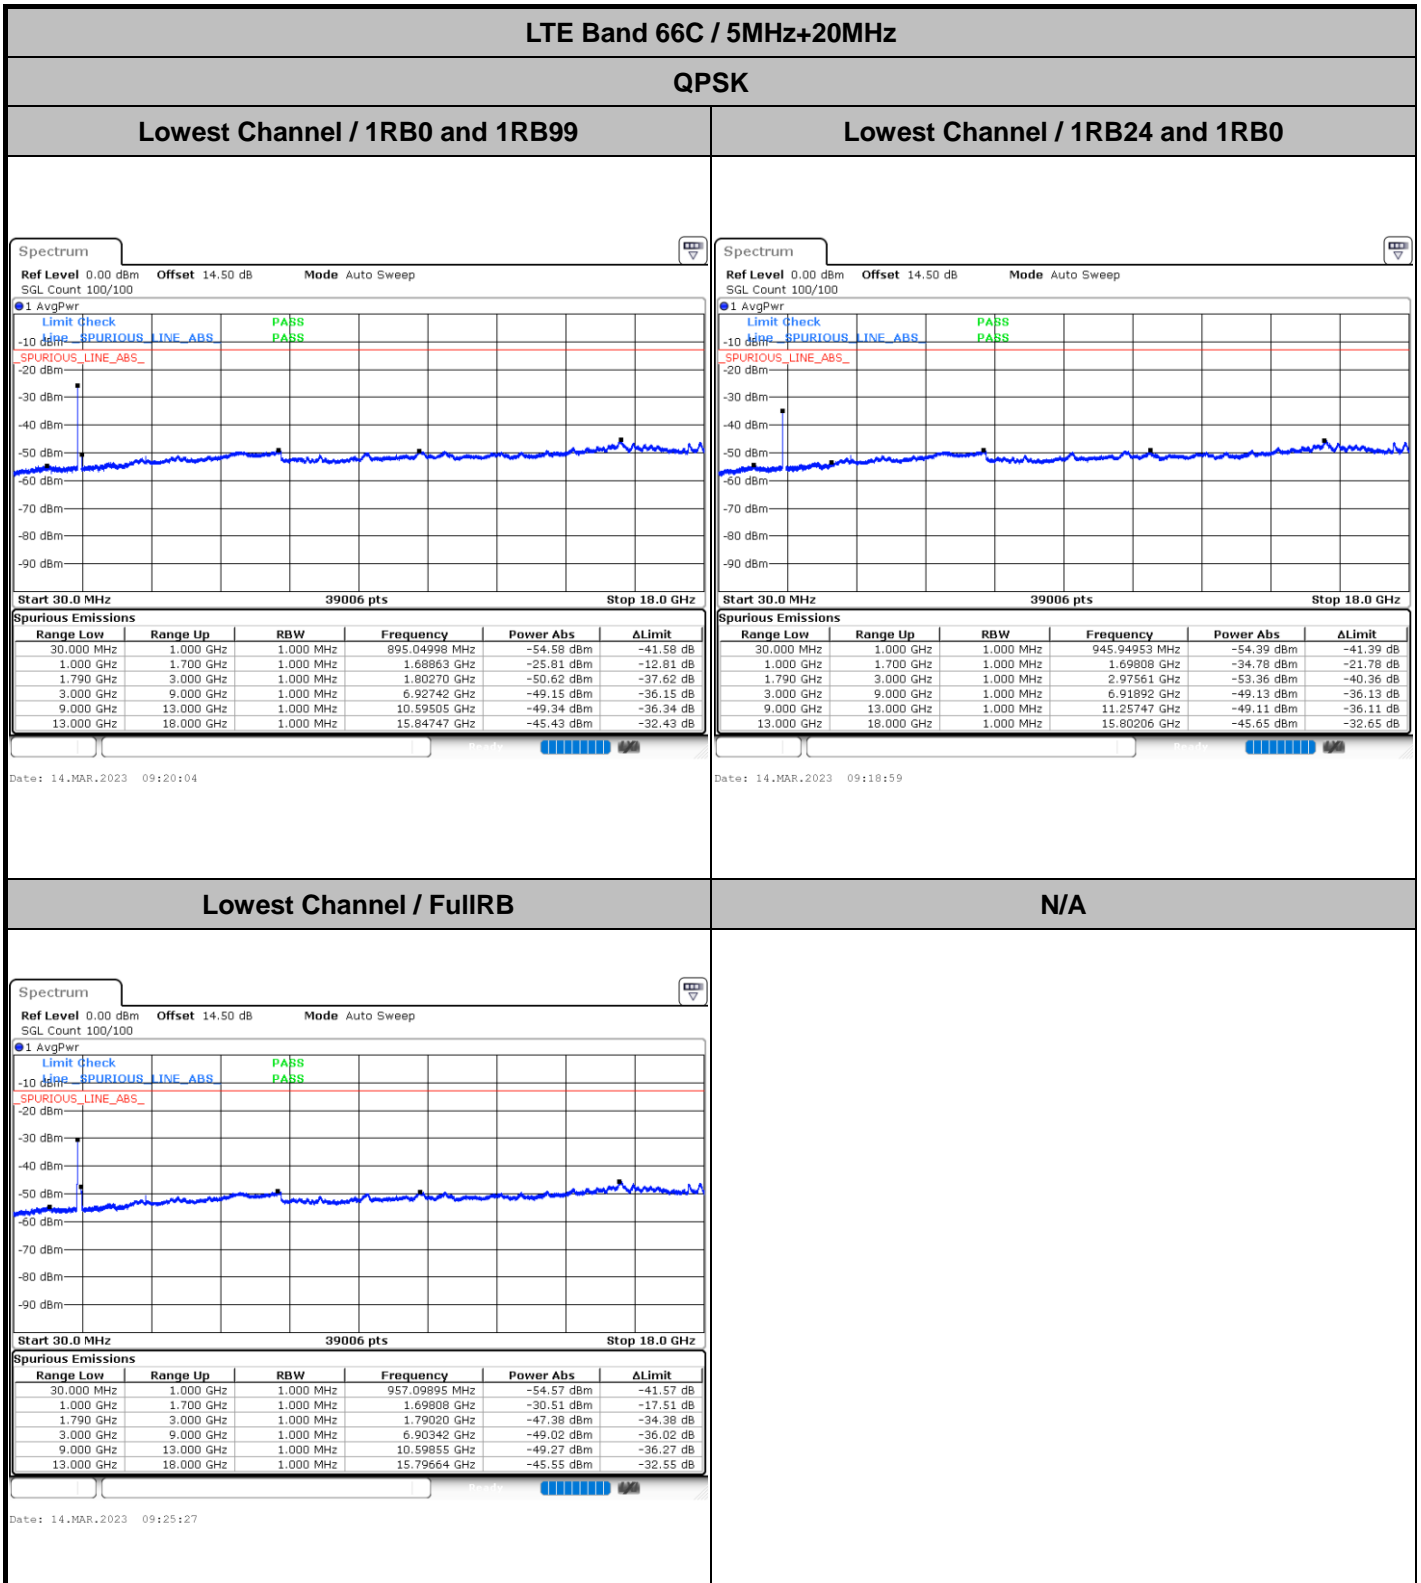 LTE Band 66C / 5MHz+20MHz
QPSK
Lowest Channel / 1RB0 and 1RB99
Lowest Channel / 1RB24 and 1RB0
Spectrum
Ref Level 0.00 dBm Offset 14.50 dB Mode Auto Sweep
SGL Count 100/100
1 AvgPwr
Limit Check PASS
Line _SPURIOUS_LINE_ABS_ PASS
-10 dBm
_SPURIOUS_LINE_ABS_
-20 dBm
-30 dBm
-40 dBm
-50 dBm
-60 dBm
-70 dBm
-80 dBm
-90 dBm
Start 30.0 MHz 39006 pts Stop 18.0 GHz
Spurious Emissions
Range Low Range Up RBW Frequency Power Abs ΔLimit
30.000 MHz 1.000 GHz 1.000 MHz 895.04998 MHz -54.58 dBm -41.58 dB
1.000 GHz 1.700 GHz 1.000 MHz 1.68863 GHz -25.81 dBm -12.81 dB
1.790 GHz 3.000 GHz 1.000 MHz 1.80270 GHz -50.62 dBm -37.62 dB
3.000 GHz 9.000 GHz 1.000 MHz 6.92742 GHz -49.15 dBm -36.15 dB
9.000 GHz 13.000 GHz 1.000 MHz 10.59505 GHz -49.34 dBm -36.34 dB
13.000 GHz 18.000 GHz 1.000 MHz 15.84747 GHz -45.43 dBm -32.43 dB
Ready
Date: 14.MAR.2023 09:20:04
Spectrum
Ref Level 0.00 dBm Offset 14.50 dB Mode Auto Sweep
SGL Count 100/100
1 AvgPwr
Limit Check PASS
Line _SPURIOUS_LINE_ABS_ PASS
-10 dBm
_SPURIOUS_LINE_ABS_
-20 dBm
-30 dBm
-40 dBm
-50 dBm
-60 dBm
-70 dBm
-80 dBm
-90 dBm
Start 30.0 MHz 39006 pts Stop 18.0 GHz
Spurious Emissions
Range Low Range Up RBW Frequency Power Abs ΔLimit
30.000 MHz 1.000 GHz 1.000 MHz 945.94953 MHz -54.39 dBm -41.39 dB
1.000 GHz 1.700 GHz 1.000 MHz 1.69808 GHz -34.78 dBm -21.78 dB
1.790 GHz 3.000 GHz 1.000 MHz 2.97561 GHz -53.36 dBm -40.36 dB
3.000 GHz 9.000 GHz 1.000 MHz 6.91892 GHz -49.13 dBm -36.13 dB
9.000 GHz 13.000 GHz 1.000 MHz 11.25747 GHz -49.11 dBm -36.11 dB
13.000 GHz 18.000 GHz 1.000 MHz 15.80206 GHz -45.65 dBm -32.65 dB
Ready
Date: 14.MAR.2023 09:18:59
Lowest Channel / FullRB
N/A
Spectrum
Ref Level 0.00 dBm Offset 14.50 dB Mode Auto Sweep
SGL Count 100/100
1 AvgPwr
Limit Check PASS
Line _SPURIOUS_LINE_ABS_ PASS
-10 dBm
_SPURIOUS_LINE_ABS_
-20 dBm
-30 dBm
-40 dBm
-50 dBm
-60 dBm
-70 dBm
-80 dBm
-90 dBm
Start 30.0 MHz 39006 pts Stop 18.0 GHz
Spurious Emissions
Range Low Range Up RBW Frequency Power Abs ΔLimit
30.000 MHz 1.000 GHz 1.000 MHz 957.09895 MHz -54.57 dBm -41.57 dB
1.000 GHz 1.700 GHz 1.000 MHz 1.69808 GHz -30.51 dBm -17.51 dB
1.790 GHz 3.000 GHz 1.000 MHz 1.79020 GHz -47.38 dBm -34.38 dB
3.000 GHz 9.000 GHz 1.000 MHz 6.90342 GHz -49.02 dBm -36.02 dB
9.000 GHz 13.000 GHz 1.000 MHz 10.59855 GHz -49.27 dBm -36.27 dB
13.000 GHz 18.000 GHz 1.000 MHz 15.79664 GHz -45.55 dBm -32.55 dB
Ready
Date: 14.MAR.2023 09:25:27